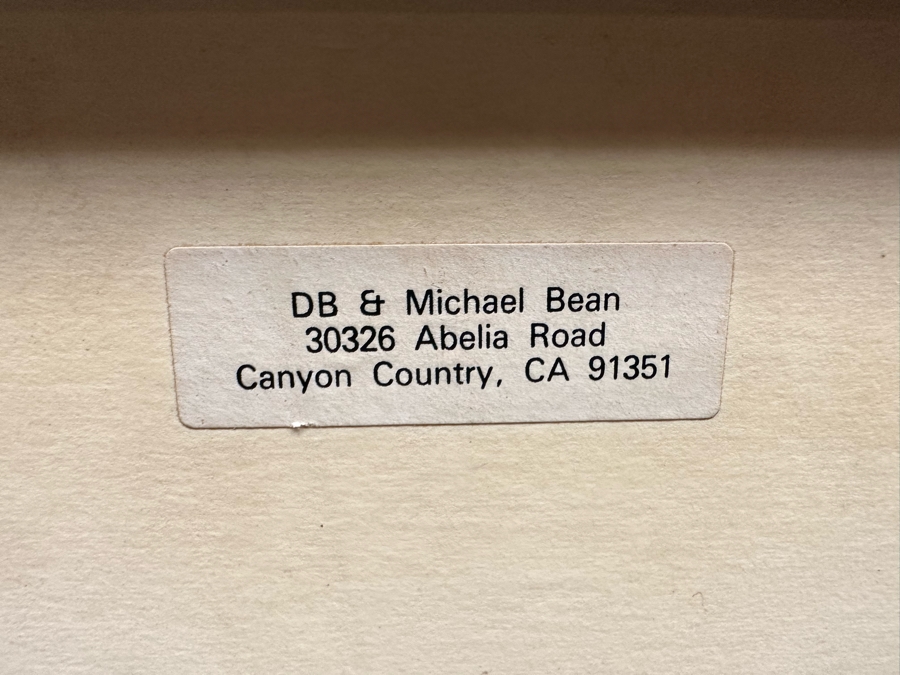 DB & Michael Bean
30326 Abelia Road
Canyon Country, CA 91351